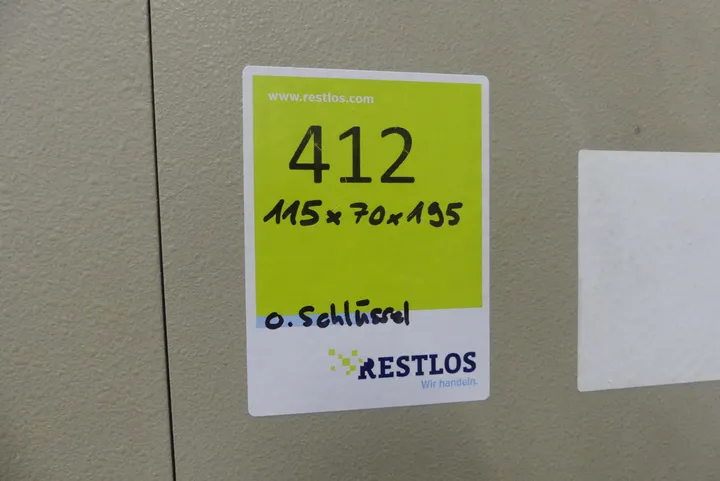 www.restlos.com
412
115x70x195
o. Schlüssel
RESTLOS
Wir handeln.